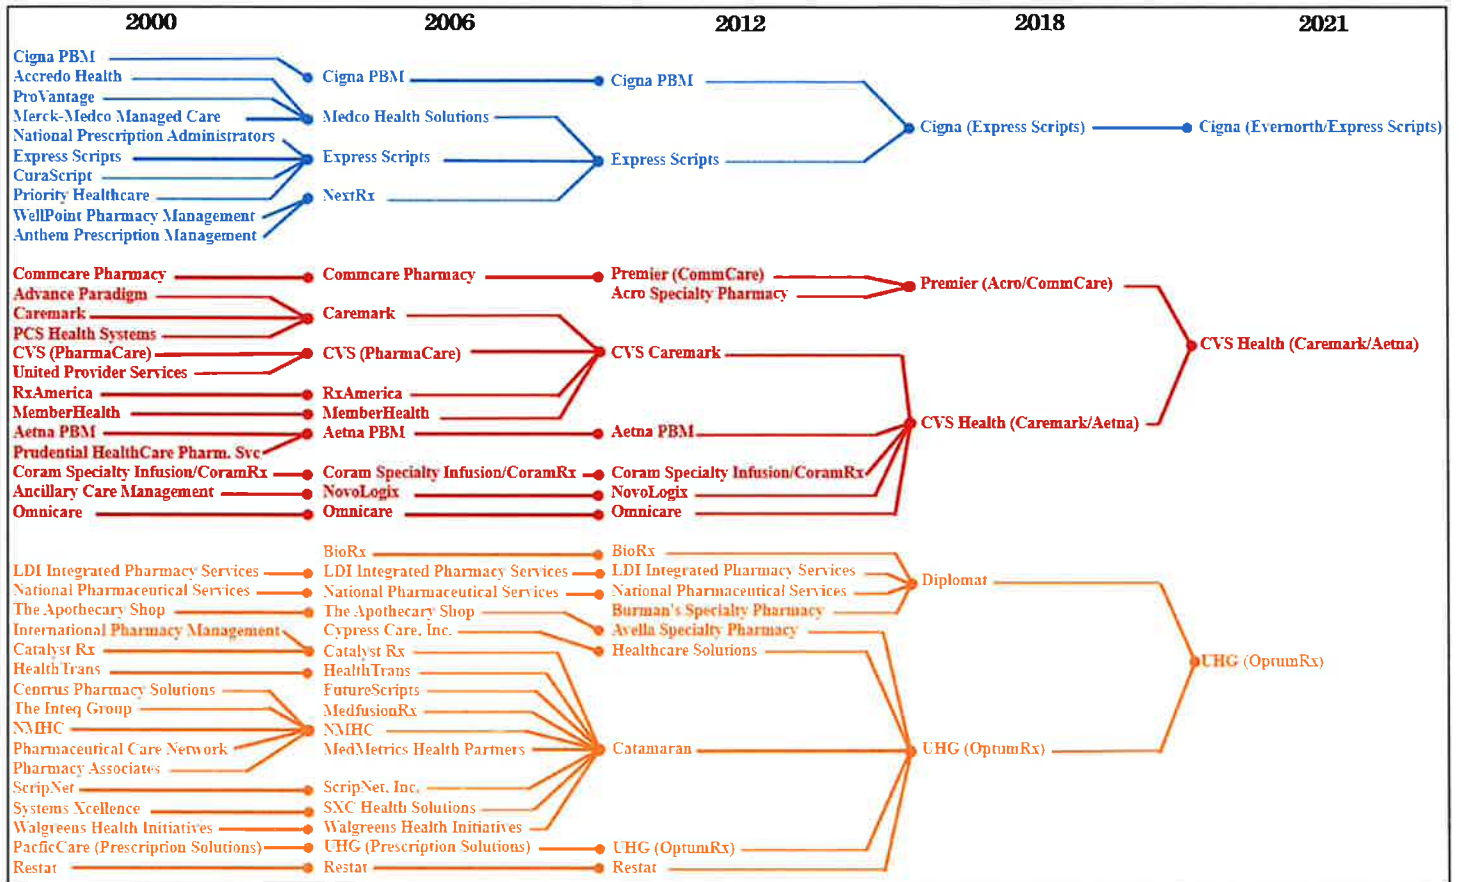 2000 2006 2012 2018 2021
Cigna PBM
Accredo Health
ProVantage
Merck-Medco Managed Care
National Prescription Administrators
Express Scripts
CuraScript
Priority Healthcare
WellPoint Pharmacy Management
Anthem Prescription Management
Cigna PBM
Medco Health Solutions
Express Scripts
NextRx
Cigna PBM
Express Scripts
Cigna (Express Scripts)
Cigna (Evernorth/Express Scripts)
Commcare Pharmacy
Advance Paradigm
Caremark
PCS Health Systems
CVS (PharmaCare)
United Provider Services
RxAmerica
MemberHealth
Aetna PBM
Prudential HealthCare Pharm. Svc
Coram Specialty Infusion/CoramRx
Ancillary Care Management
Omnicare
Commcare Pharmacy
Caremark
CVS (PharmaCare)
RxAmerica
MemberHealth
Aetna PBM
Coram Specialty Infusion/CoramRx
NovoLogix
Omnicare
Premier (CommCare)
Acro Specialty Pharmacy
CVS Caremark
Aetna PBM
Coram Specialty Infusion/CoramRx
NovoLogix
Omnicare
Premier (Acro/CommCare)
CVS Health (Caremark/Aetna)
CVS Health (Caremark/Aetna)
LDI Integrated Pharmacy Services
National Pharmaceutical Services
The Apothecary Shop
International Pharmacy Management
Catalyst Rx
HealthTrans
Centrus Pharmacy Solutions
The Inteq Group
NMHC
Pharmaceutical Care Network
Pharmacy Associates
ScripNet
Systems Xcellence
Walgreens Health Initiatives
PacficCare (Prescription Solutions)
Restat
BioRx
LDI Integrated Pharmacy Services
National Pharmaceutical Services
The Apothecary Shop
Cypress Care, Inc.
Catalyst Rx
HealthTrans
FutureScripts
MedfusionRx
NMHC
MedMetrics Health Partners
ScripNet, Inc.
SXC Health Solutions
Walgreens Health Initiatives
UHG (Prescription Solutions)
Restat
BioRx
LDI Integrated Pharmacy Services
National Pharmaceutical Services
Burman's Specialty Pharmacy
Avella Specialty Pharmacy
Healthcare Solutions
Catamaran
UHG (OptumRx)
Restat
Diplomat
UHG (OptumRx)
UHG (OptumRx)